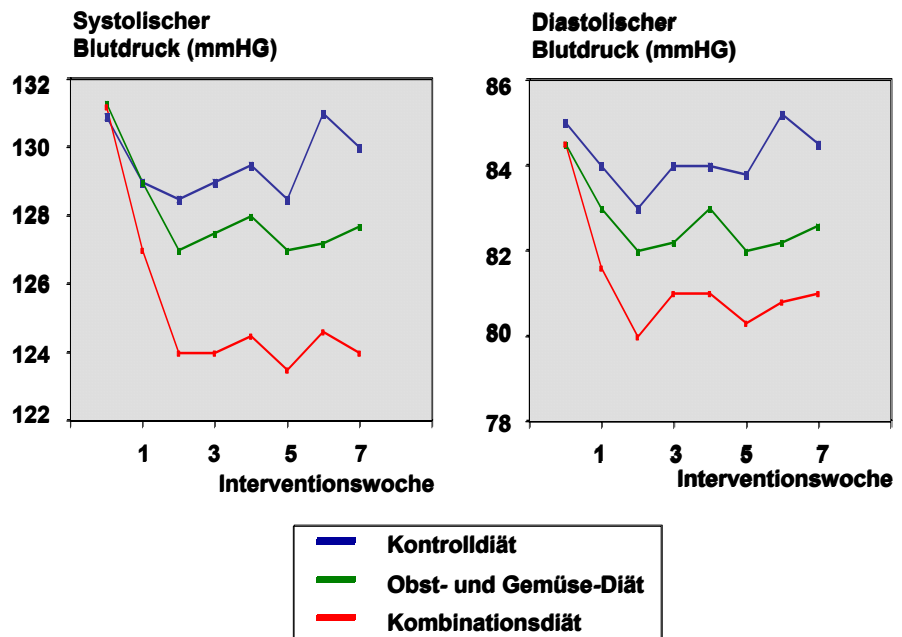 Systolischer
Blutdruck (mmHG)
132
130
128
126
124
122
1 3 5 7
Interventionswoche
Diastolischer
Blutdruck (mmHG)
86
84
82
80
78
1 3 5 7
Interventionswoche
Kontrolldiät
Obst- und Gemüse-Diät
Kombinationsdiät